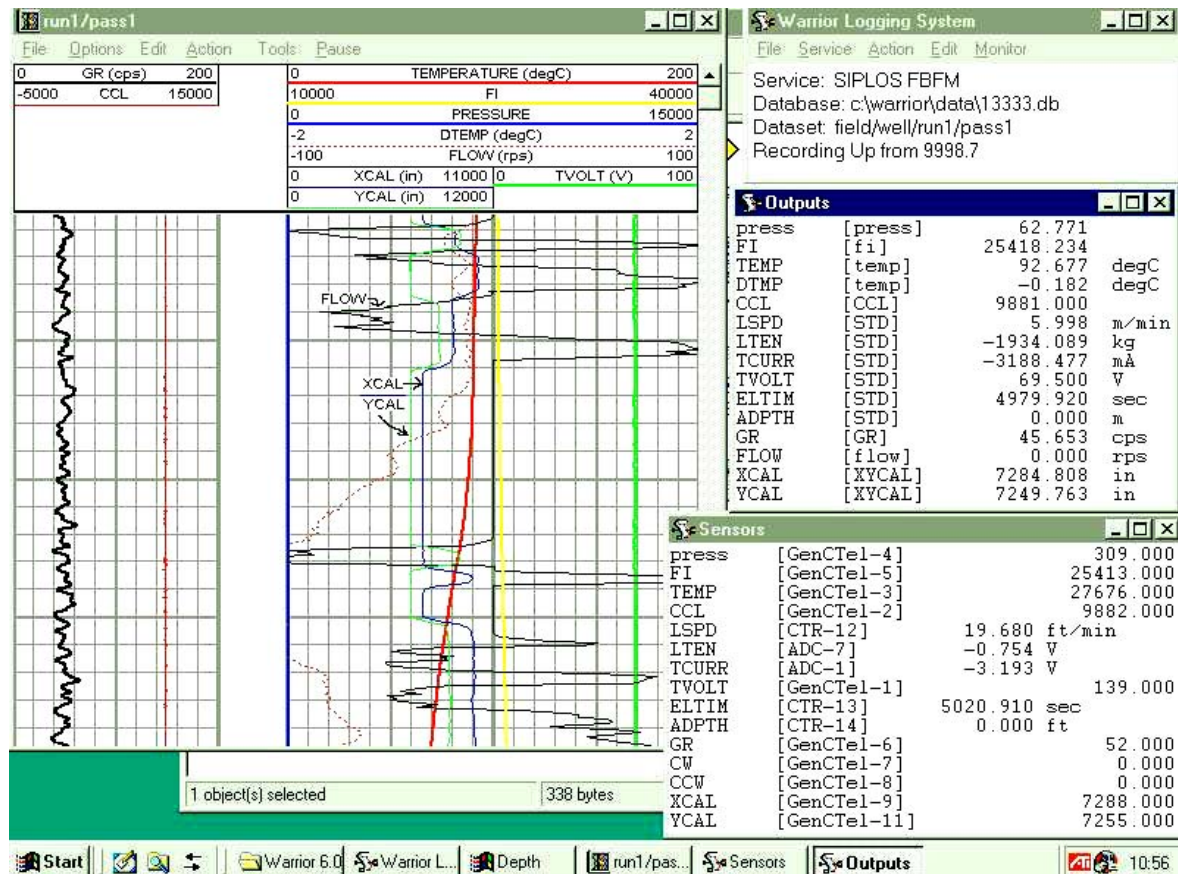 run1/pass1
File Options Edit Action Tools Pause
0 GR (cps) 200
-5000 CCL 15000
0 TEMPERATURE (degC) 200
10000 FI 40000
0 PRESSURE 15000
-2 DTEMP (degC) 2
-100 FLOW (rps) 100
0 XCAL (in) 11000 0 TVOLT (V) 100
0 YCAL (in) 12000
FLOW
XCAL
YCAL
1 object(s) selected 338 bytes
Warrior Logging System
File Service Action Edit Monitor
Service: SIPLOS FBFM
Database: c:\warrior\data\13333.db
Dataset: field/well/run1/pass1
Recording Up from 9998.7
Outputs
press [press] 62.771
FI [fi] 25418.234
TEMP [temp] 92.677 degC
DTMP [temp] -0.182 degC
CCL [CCL] 9881.000
LSPD [STD] 5.998 m/min
LTEN [STD] -1934.089 kg
TCURR [STD] -3188.477 mA
TVOLT [STD] 69.500 V
ELTIM [STD] 4979.920 sec
ADPTH [STD] 0.000 m
GR [GR] 45.653 cps
FLOW [flow] 0.000 rps
XCAL [XYCAL] 7284.808 in
YCAL [XYCAL] 7249.763 in
Sensors
press [GenCTel-4] 309.000
FI [GenCTel-5] 25413.000
TEMP [GenCTel-3] 27676.000
CCL [GenCTel-2] 9882.000
LSPD [CTR-12] 19.680 ft/min
LTEN [ADC-7] -0.754 V
TCURR [ADC-1] -3.193 V
TVOLT [GenCTel-1] 139.000
ELTIM [CTR-13] 5020.910 sec
ADPTH [CTR-14] 0.000 ft
GR [GenCTel-6] 52.000
CW [GenCTel-7] 0.000
CCW [GenCTel-8] 0.000
XCAL [GenCTel-9] 7288.000
YCAL [GenCTel-11] 7255.000
Start Warrior 6.0 Warrior L... Depth run1/pas... Sensors Outputs ATI 10:56